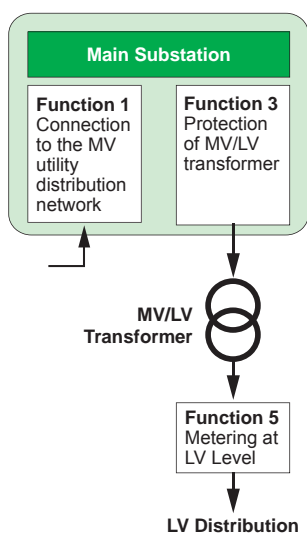 Main Substation
Function 1
Connection
to the MV
utility
distribution
network
Function 3
Protection
of MV/LV
transformer
MV/LV
Transformer
Function 5
Metering at
LV Level
LV Distribution